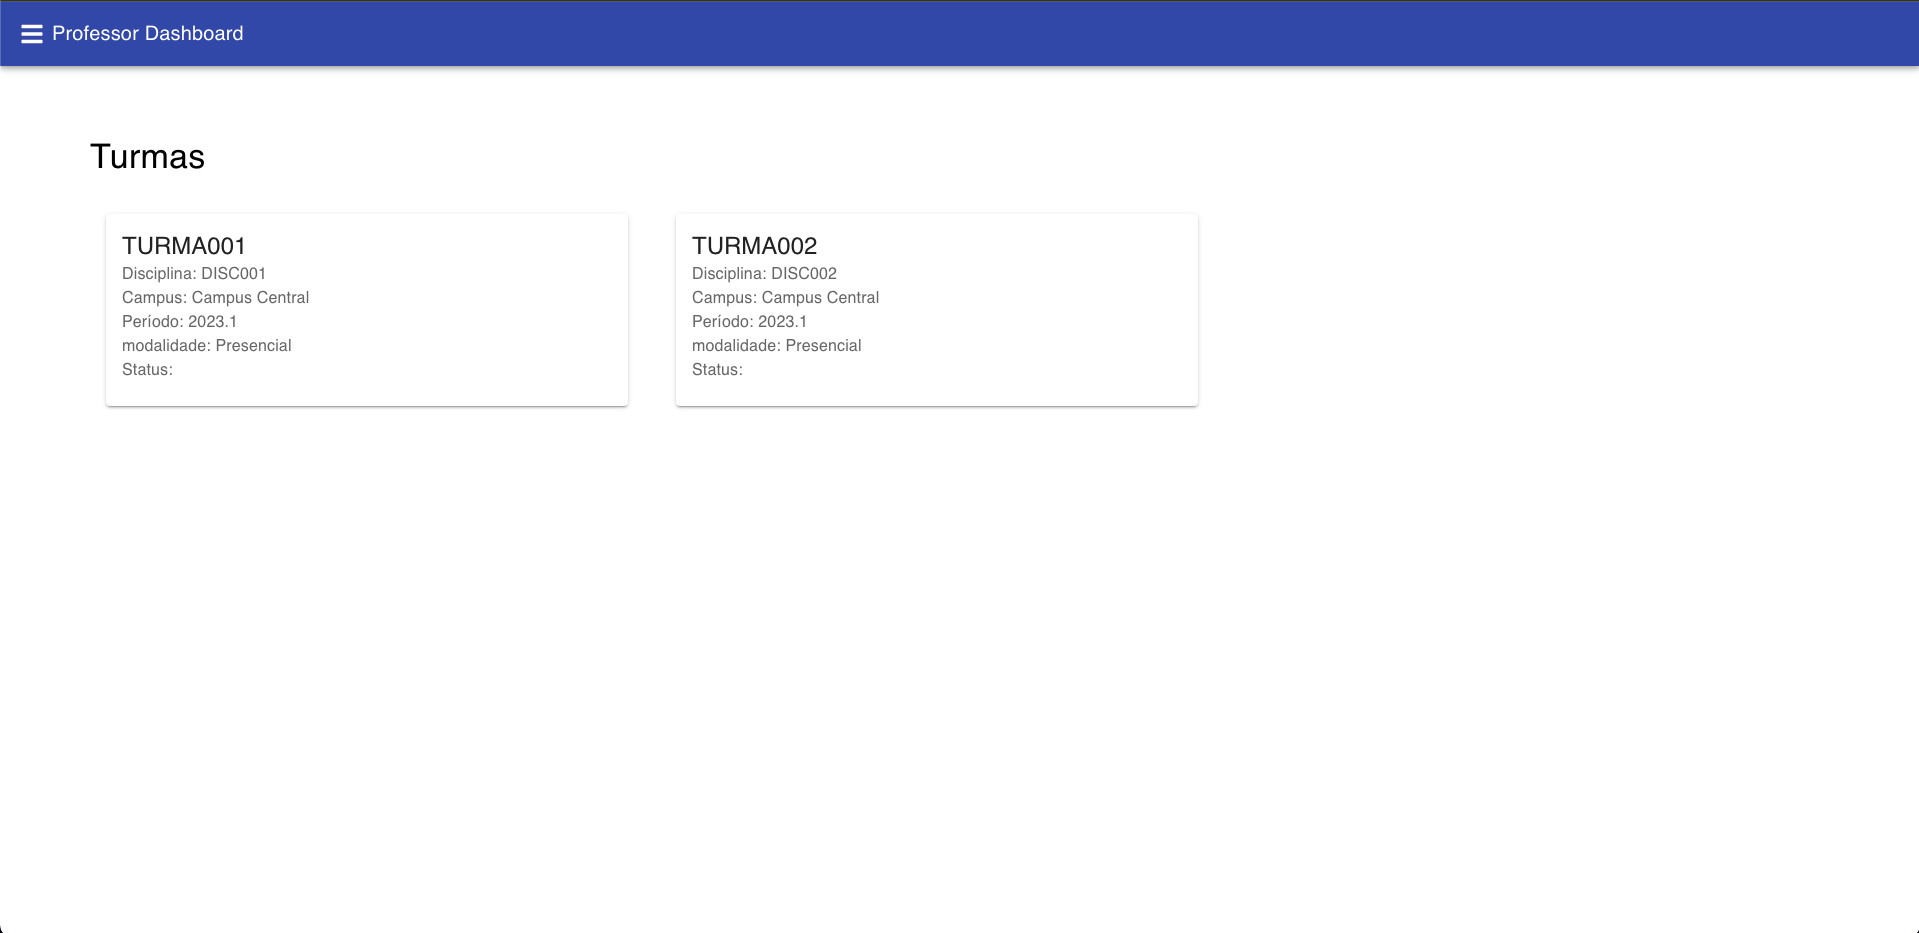 Professor Dashboard
Turmas
TURMA001
Disciplina: DISC001
Campus: Campus Central
Período: 2023.1
modalidade: Presencial
Status:
TURMA002
Disciplina: DISC002
Campus: Campus Central
Período: 2023.1
modalidade: Presencial
Status: